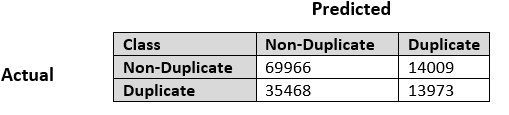 Predicted
Actual
Class Non-Duplicate Duplicate
Non-Duplicate 69966 14009
Duplicate 35468 13973